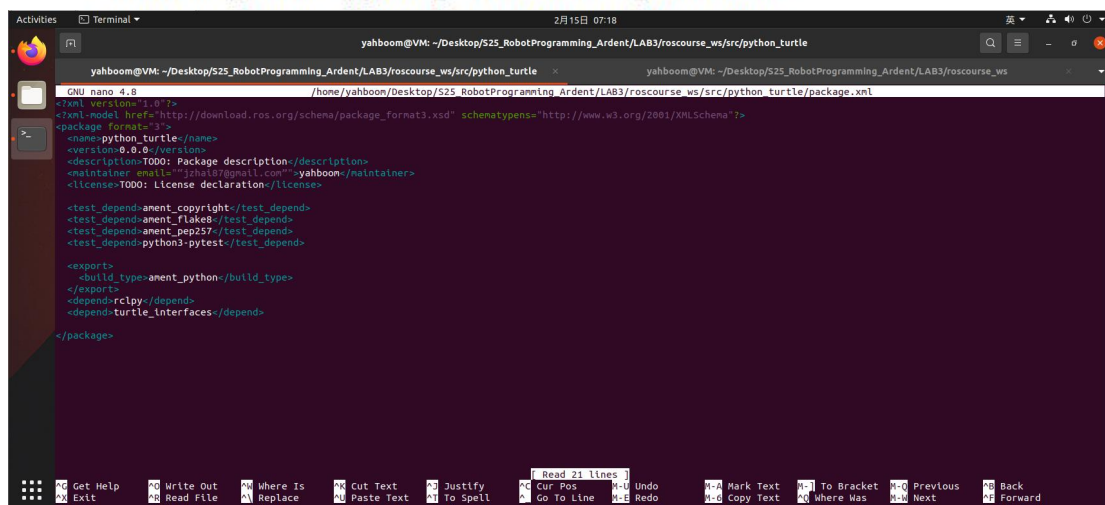 Activities Terminal 2月15日 07:18 英
yahboom@VM: ~/Desktop/S25_RobotProgramming_Ardent/LAB3/roscourse_ws/src/python_turtle
yahboom@VM: ~/Desktop/S25_RobotProgramming_Ardent/LAB3/roscourse_ws/src/python_turtle yahboom@VM: ~/Desktop/S25_RobotProgramming_Ardent/LAB3/roscourse_ws
GNU nano 4.8 /home/yahboom/Desktop/S25_RobotProgramming_Ardent/LAB3/roscourse_ws/src/python_turtle/package.xml
<?xml version="1.0"?>
<?xml-model href="http://download.ros.org/schema/package_format3.xsd" schematypens="http://www.w3.org/2001/XMLSchema"?>
<package format="3">
  <name>python_turtle</name>
  <version>0.0.0</version>
  <description>TODO: Package description</description>
  <maintainer email=""jzhai87@gmail.com"">yahboom</maintainer>
  <license>TODO: License declaration</license>

  <test_depend>ament_copyright</test_depend>
  <test_depend>ament_flake8</test_depend>
  <test_depend>ament_pep257</test_depend>
  <test_depend>python3-pytest</test_depend>

  <export>
    <build_type>ament_python</build_type>
  </export>
  <depend>rclpy</depend>
  <depend>turtle_interfaces</depend>

</package>
[ Read 21 lines ]
^G Get Help ^O Write Out ^W Where Is ^K Cut Text ^J Justify ^C Cur Pos M-U Undo M-A Mark Text M-] To Bracket M-Q Previous ^B Back
^X Exit ^R Read File ^\ Replace ^U Paste Text ^T To Spell ^_ Go To Line M-E Redo M-6 Copy Text ^Q Where Was M-W Next ^F Forward